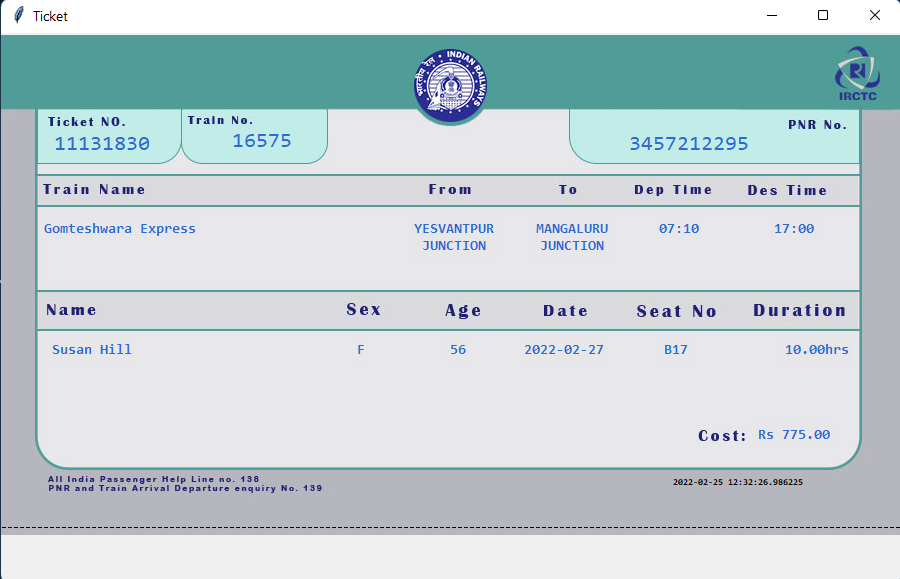 Ticket
भारतीय रेल • INDIAN RAILWAYS
IRCTC
Ticket NO. Train No. PNR No.
11131830 16575 3457212295
Train Name From To Dep Time Des Time
Gomteshwara Express YESVANTPUR MANGALURU 07:10 17:00
JUNCTION JUNCTION
Name Sex Age Date Seat No Duration
Susan Hill F 56 2022-02-27 B17 10.00hrs
Cost: Rs 775.00
All India Passenger Help Line no. 138
PNR and Train Arrival Departure enquiry No. 139
2022-02-25 12:32:26.986225